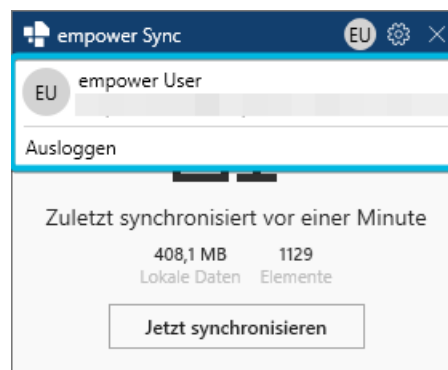 empower Sync EU
EU empower User
Ausloggen
Zuletzt synchronisiert vor einer Minute
408,1 MB 1129
Lokale Daten Elemente
Jetzt synchronisieren